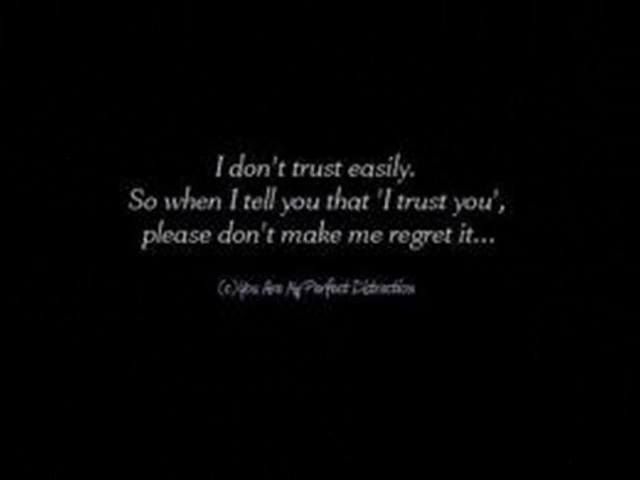 I don't trust easily.
So when I tell you that 'I trust you',
please don't make me regret it...
(c)You Are My Perfect Distraction